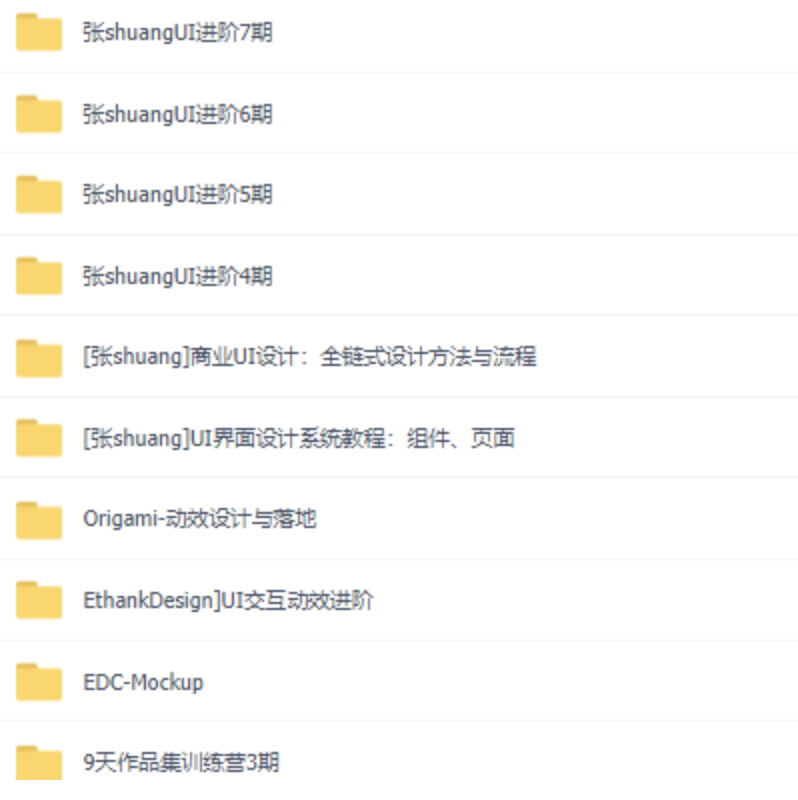 张shuangUI进阶7期
张shuangUI进阶6期
张shuangUI进阶5期
张shuangUI进阶4期
[张shuang]商业UI设计：全链式设计方法与流程
[张shuang]UI界面设计系统教程：组件、页面
Origami-动效设计与落地
EthankDesign]UI交互动效进阶
EDC-Mockup
9天作品集训练营3期